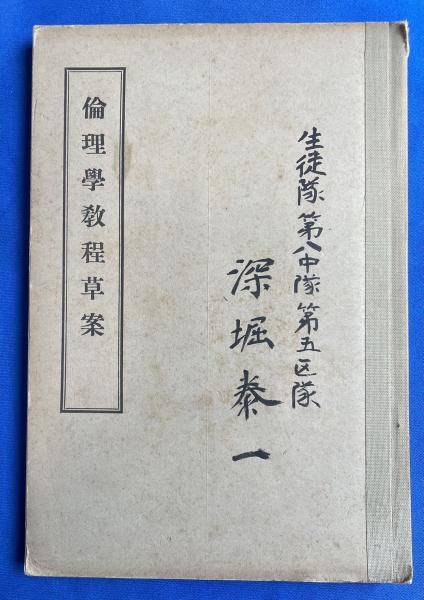 生徒隊第八中隊第五区隊
深堀泰一
倫理學教程草案